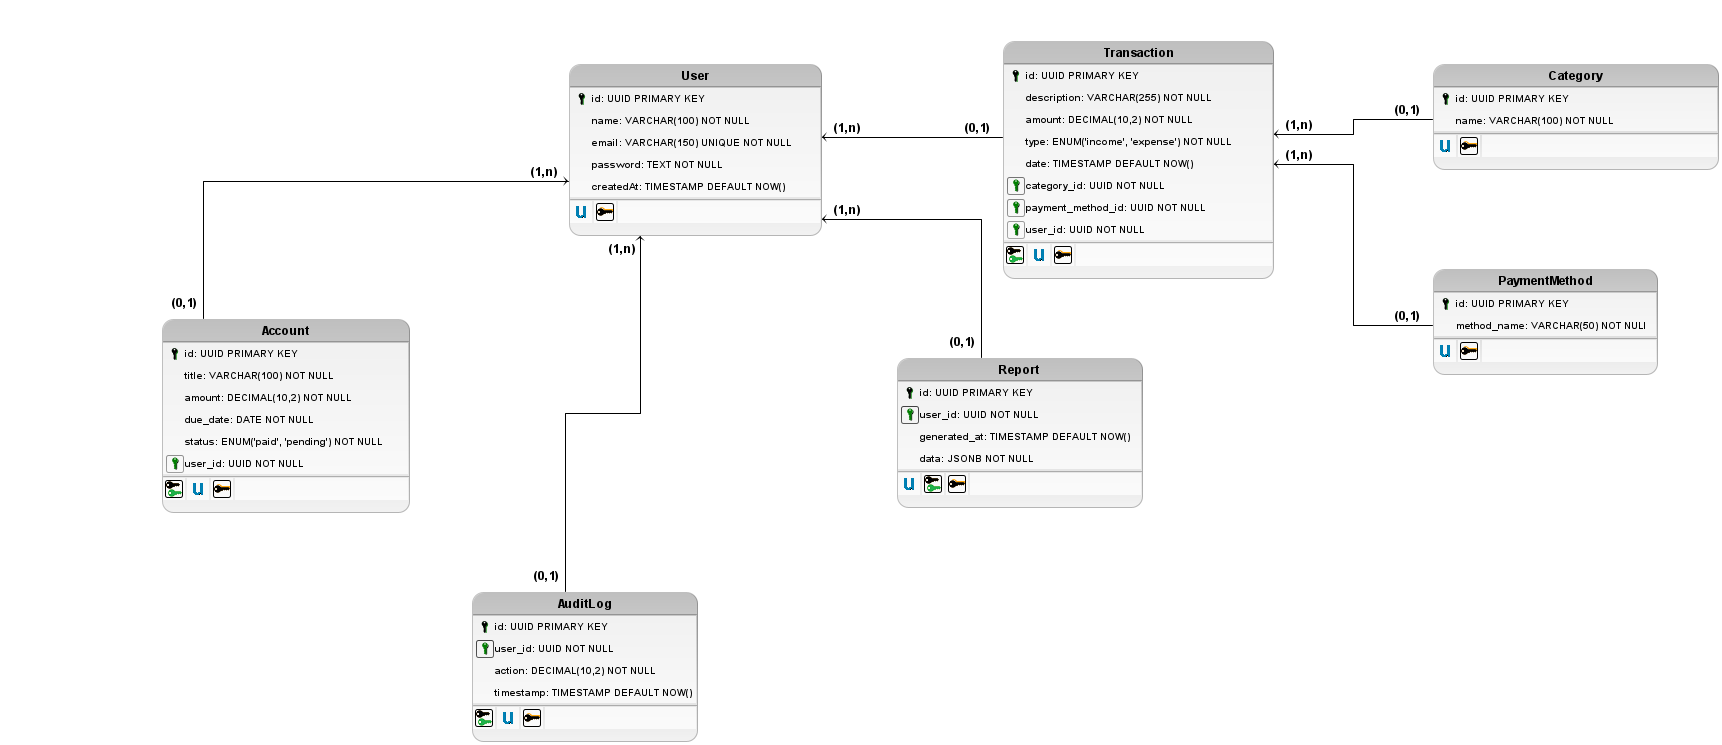 User
id: UUID PRIMARY KEY
name: VARCHAR(100) NOT NULL
email: VARCHAR(150) UNIQUE NOT NULL
password: TEXT NOT NULL
createdAt: TIMESTAMP DEFAULT NOW()
u
(1,n)
(0,1)
(1,n)
(1,n)
(1,n)
Transaction
id: UUID PRIMARY KEY
description: VARCHAR(255) NOT NULL
amount: DECIMAL(10,2) NOT NULL
type: ENUM('income', 'expense') NOT NULL
date: TIMESTAMP DEFAULT NOW()
category_id: UUID NOT NULL
payment_method_id: UUID NOT NULL
user_id: UUID NOT NULL
u
(1,n)
(0,1)
(1,n)
(0,1)
Category
id: UUID PRIMARY KEY
name: VARCHAR(100) NOT NULL
u
PaymentMethod
id: UUID PRIMARY KEY
method_name: VARCHAR(50) NOT NULI
u
(0,1)
Account
id: UUID PRIMARY KEY
title: VARCHAR(100) NOT NULL
amount: DECIMAL(10,2) NOT NULL
due_date: DATE NOT NULL
status: ENUM('paid', 'pending') NOT NULL
user_id: UUID NOT NULL
u
(0,1)
Report
id: UUID PRIMARY KEY
user_id: UUID NOT NULL
generated_at: TIMESTAMP DEFAULT NOW()
data: JSONB NOT NULL
u
(0,1)
AuditLog
id: UUID PRIMARY KEY
user_id: UUID NOT NULL
action: DECIMAL(10,2) NOT NULL
timestamp: TIMESTAMP DEFAULT NOW()
u